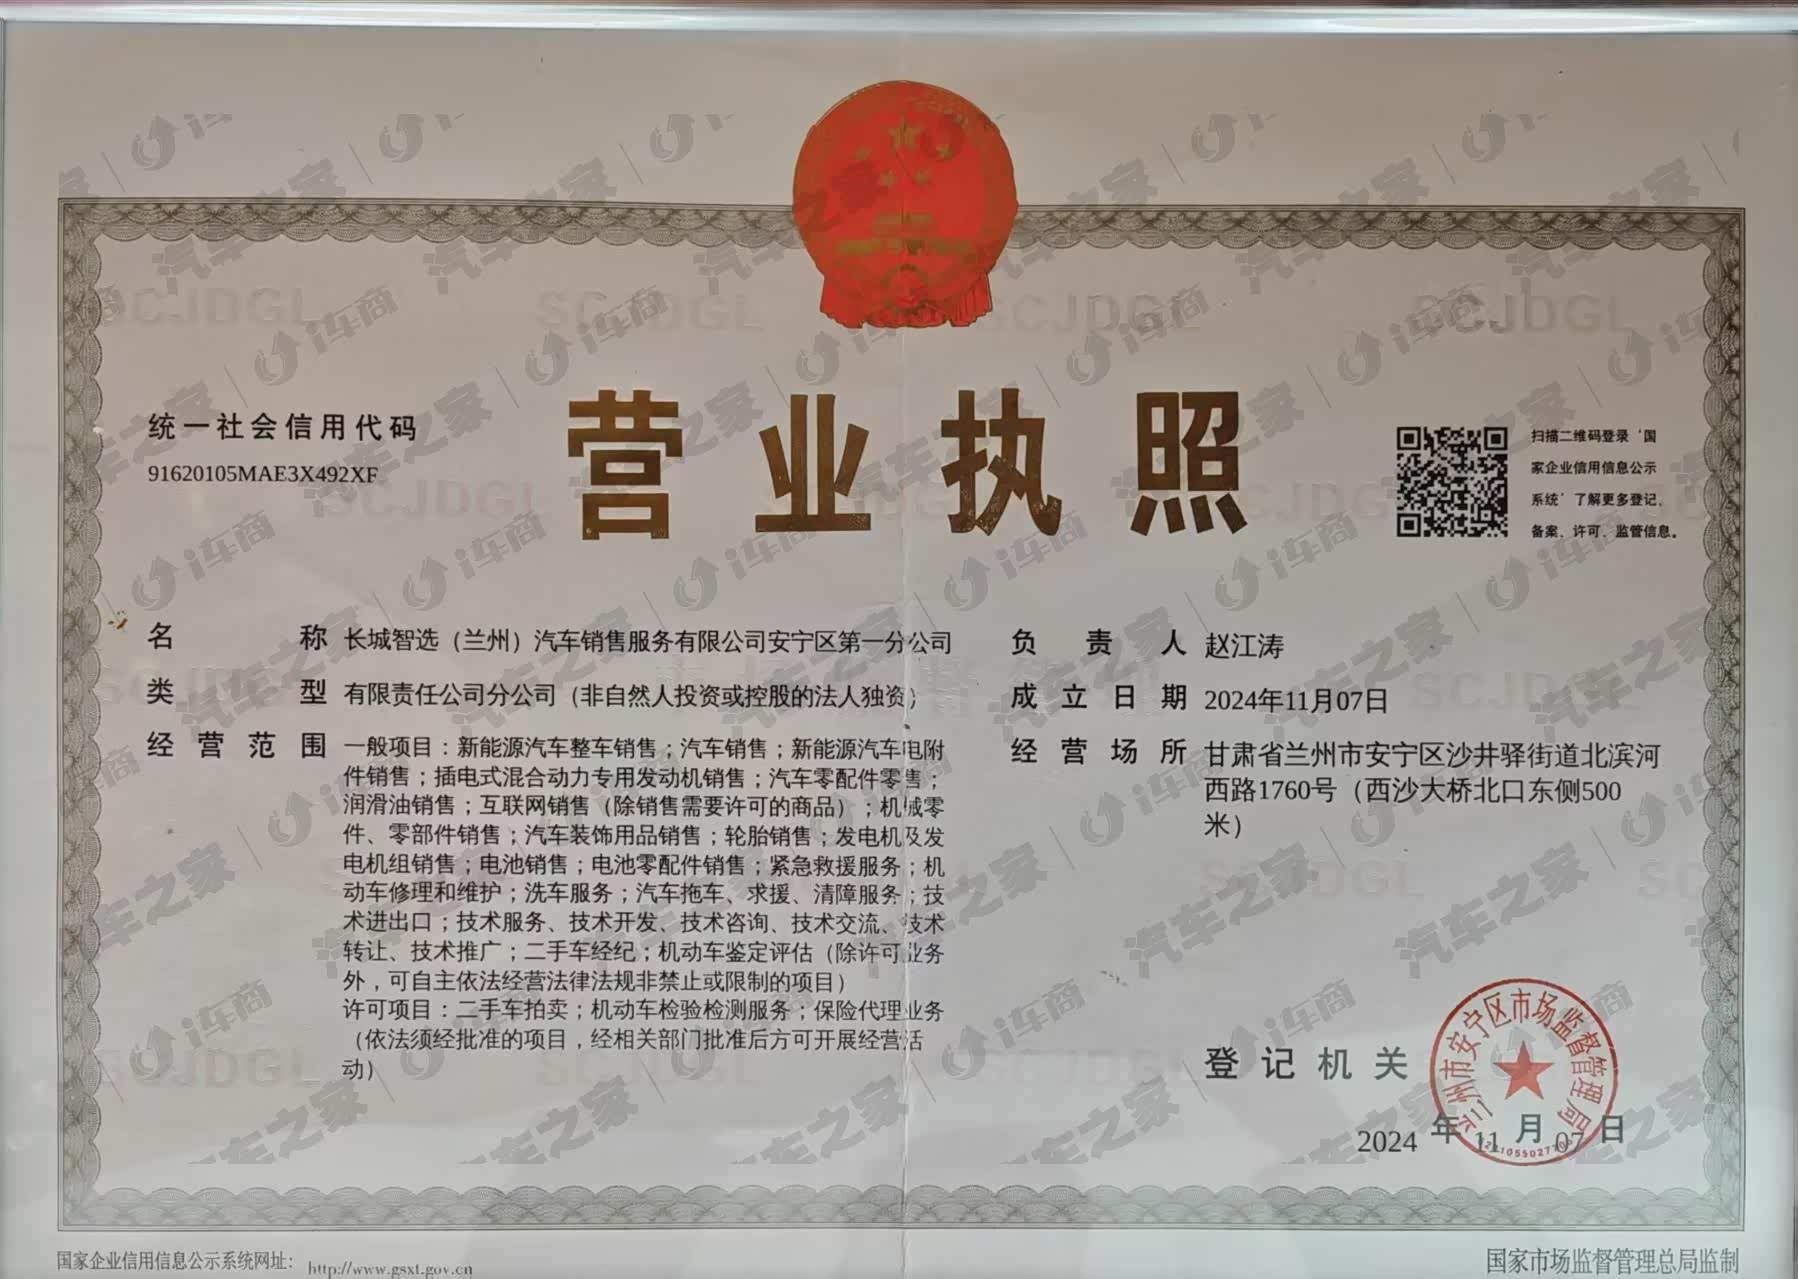 营业执照
统一社会信用代码
91620105MAE3X492XF
扫描二维码登录‘国
家企业信用信息公示
系统’了解更多登记、
备案、许可、监管信息。
名称 长城智选（兰州）汽车销售服务有限公司安宁区第一分公司
类型 有限责任公司分公司（非自然人投资或控股的法人独资）
经营范围 一般项目：新能源汽车整车销售；汽车销售；新能源汽车电附
件销售；插电式混合动力专用发动机销售；汽车零配件零售；
润滑油销售；互联网销售（除销售需要许可的商品）；机械零
件、零部件销售；汽车装饰用品销售；轮胎销售；发电机及发
电机组销售；电池销售；电池零配件销售；紧急救援服务；机
动车修理和维护；洗车服务；汽车拖车、求援、清障服务；技
术进出口；技术服务、技术开发、技术咨询、技术交流、技术
转让、技术推广；二手车经纪；机动车鉴定评估（除许可业务
外，可自主依法经营法律法规非禁止或限制的项目）
许可项目：二手车拍卖；机动车检验检测服务；保险代理业务
（依法须经批准的项目，经相关部门批准后方可开展经营活
动）
负责人 赵江涛
成立日期 2024年11月07日
经营场所 甘肃省兰州市安宁区沙井驿街道北滨河
西路1760号（西沙大桥北口东侧500
米）
登记机关
兰州市安宁区市场监督管理局
2024 年 11 月 07 日
国家企业信用信息公示系统网址： http://www.gsxt.gov.cn
国家市场监督管理总局监制
SCJDGL
汽车之家 | i车商